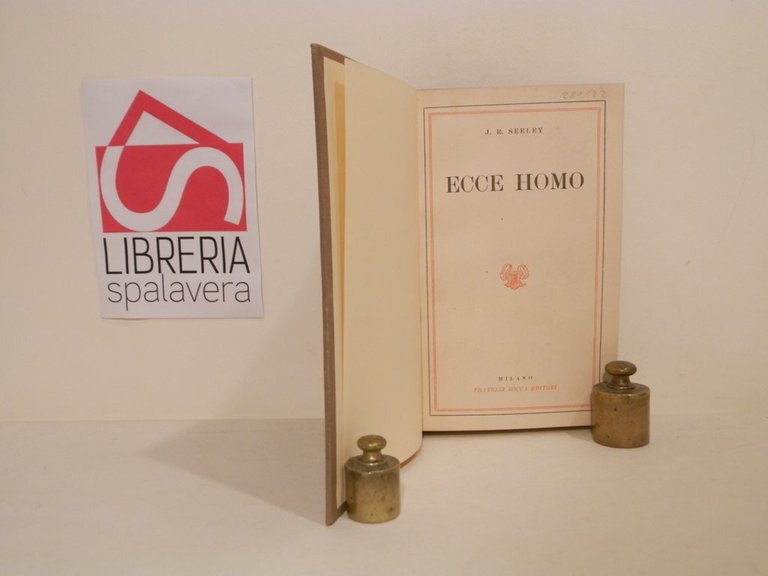 LIBRERIA
spalavera
J. R. SEELEY
ECCE HOMO
MILANO
FRATELLI BOCCA EDITORI